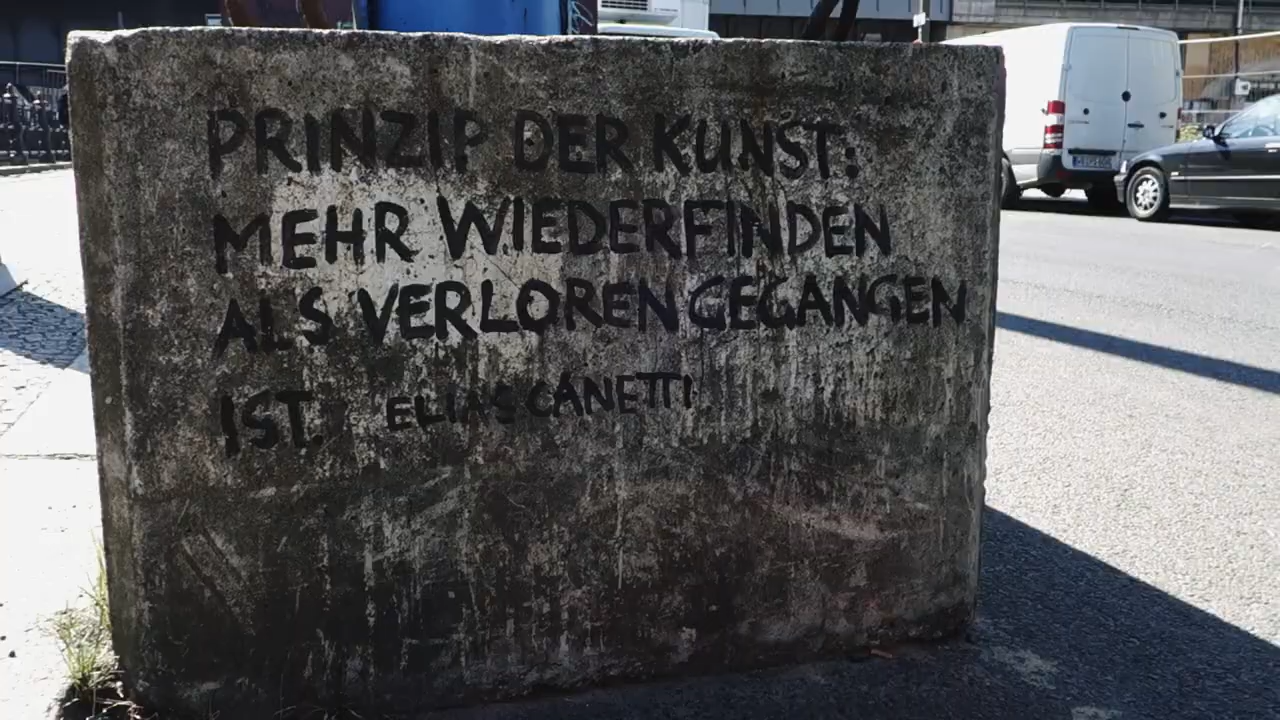 PRINZIP DER KUNST:
MEHR WIEDERFINDEN
ALS VERLOREN GEGANGEN
IST. ELIAS CANETTI